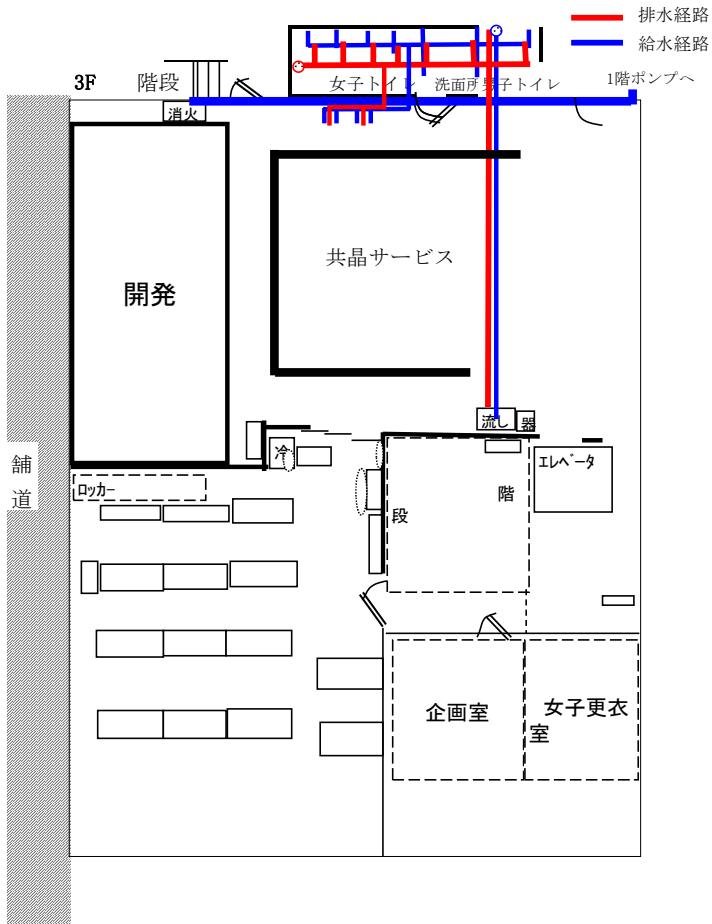 排水経路
給水経路
3F
階段
女子トイレ
洗面所
男子トイレ
1階ポンプへ
消火
共晶サービス
開発
流し
器
冷
エレベータ
舗
道
ロッカー
階
段
企画室
女子更衣
室